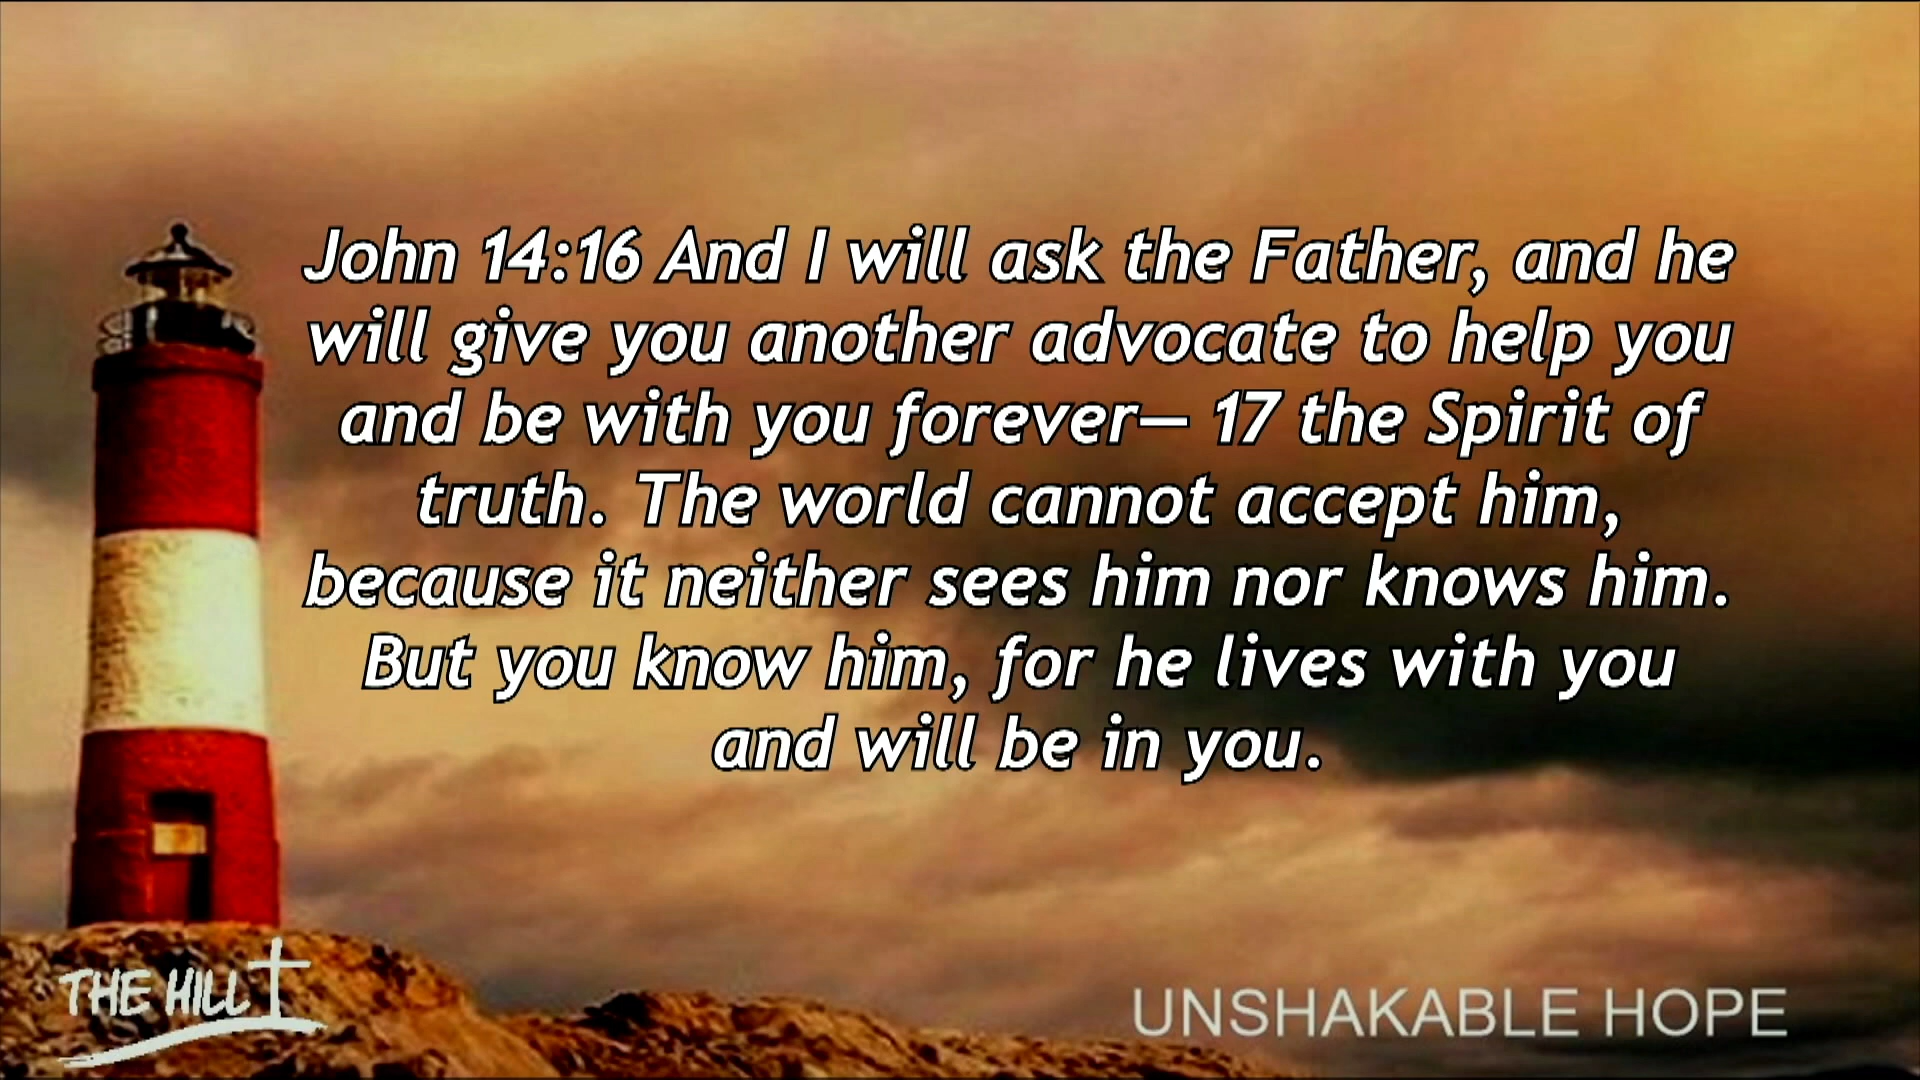 John 14:16 And I will ask the Father, and he
will give you another advocate to help you
and be with you forever— 17 the Spirit of
truth. The world cannot accept him,
because it neither sees him nor knows him.
But you know him, for he lives with you
and will be in you.
THE HILL
UNSHAKABLE HOPE